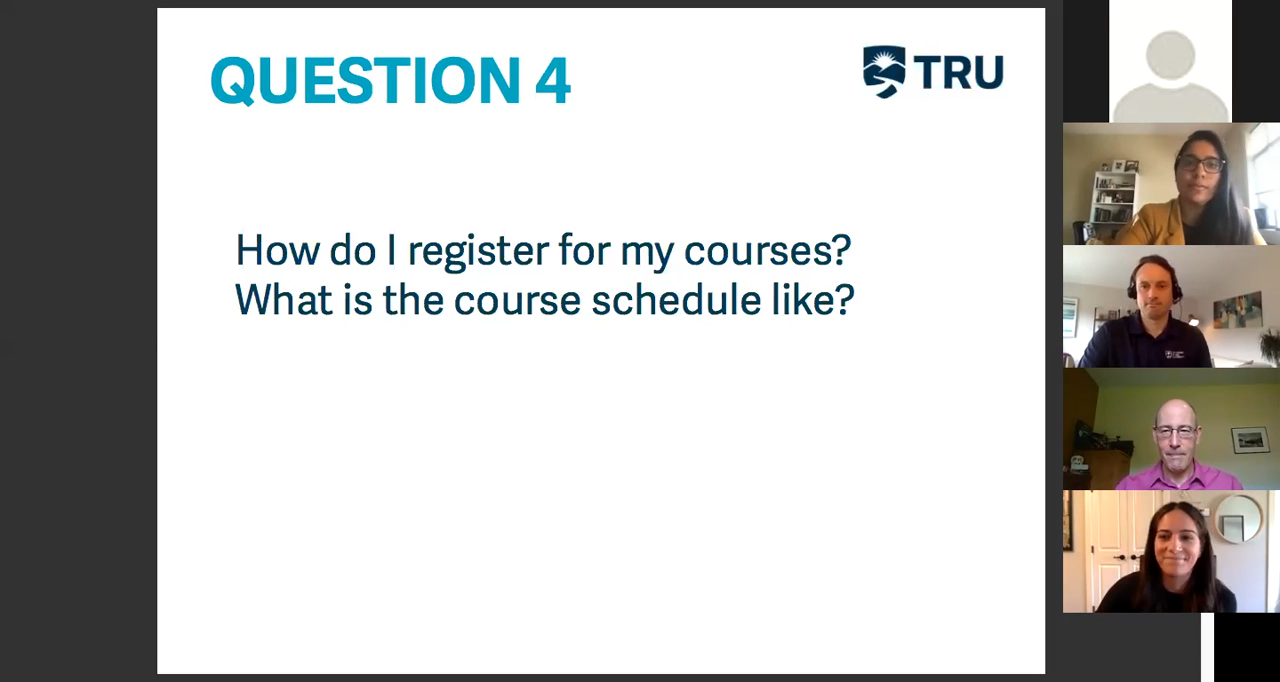 QUESTION 4
TRU
How do I register for my courses?
What is the course schedule like?